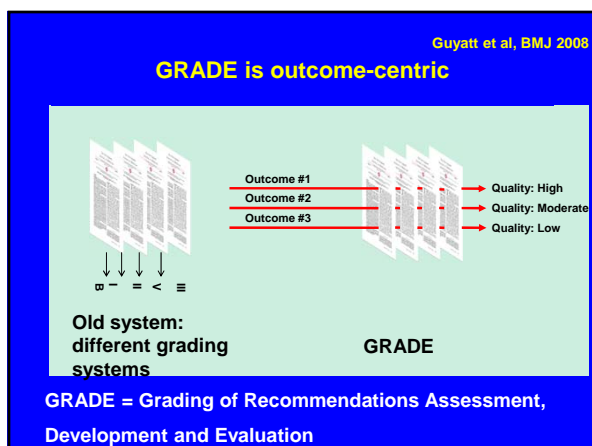 Guyatt et al, BMJ 2008
GRADE is outcome-centric
Outcome #1
Outcome #2
Outcome #3
Quality: High
Quality: Moderate
Quality: Low
B I II V III
Old system:
different grading
systems
GRADE
GRADE = Grading of Recommendations Assessment,
Development and Evaluation